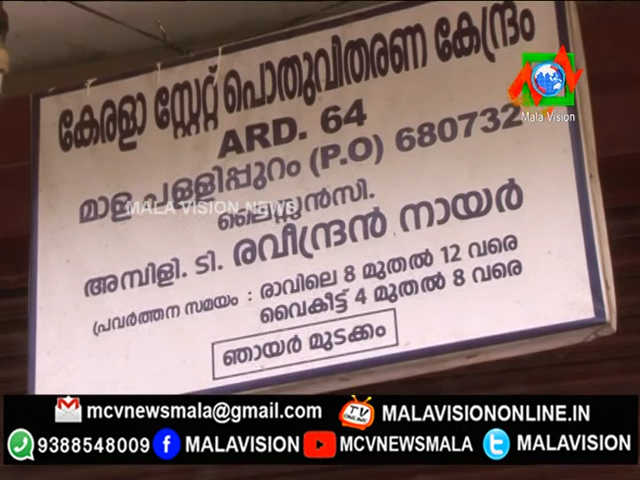 കേരളാ സ്റ്റേറ്റ് പൊതുവിതരണ കേന്ദ്രം
ARD. 64
മാള പള്ളിപ്പുറം (P.O) 680732
ലൈസൻസി.
അമ്പിളി. ടി. രവീന്ദ്രൻ നായർ
പ്രവർത്തന സമയം : രാവിലെ 8 മുതൽ 12 വരെ
വൈകീട്ട് 4 മുതൽ 8 വരെ
ഞായർ മുടക്കം
Mala Vision
MALA VISION NEWS
mcvnewsmala@gmail.com TV ONLINE MALAVISIONONLINE.IN
9388548009 MALAVISION MCVNEWSMALA MALAVISION